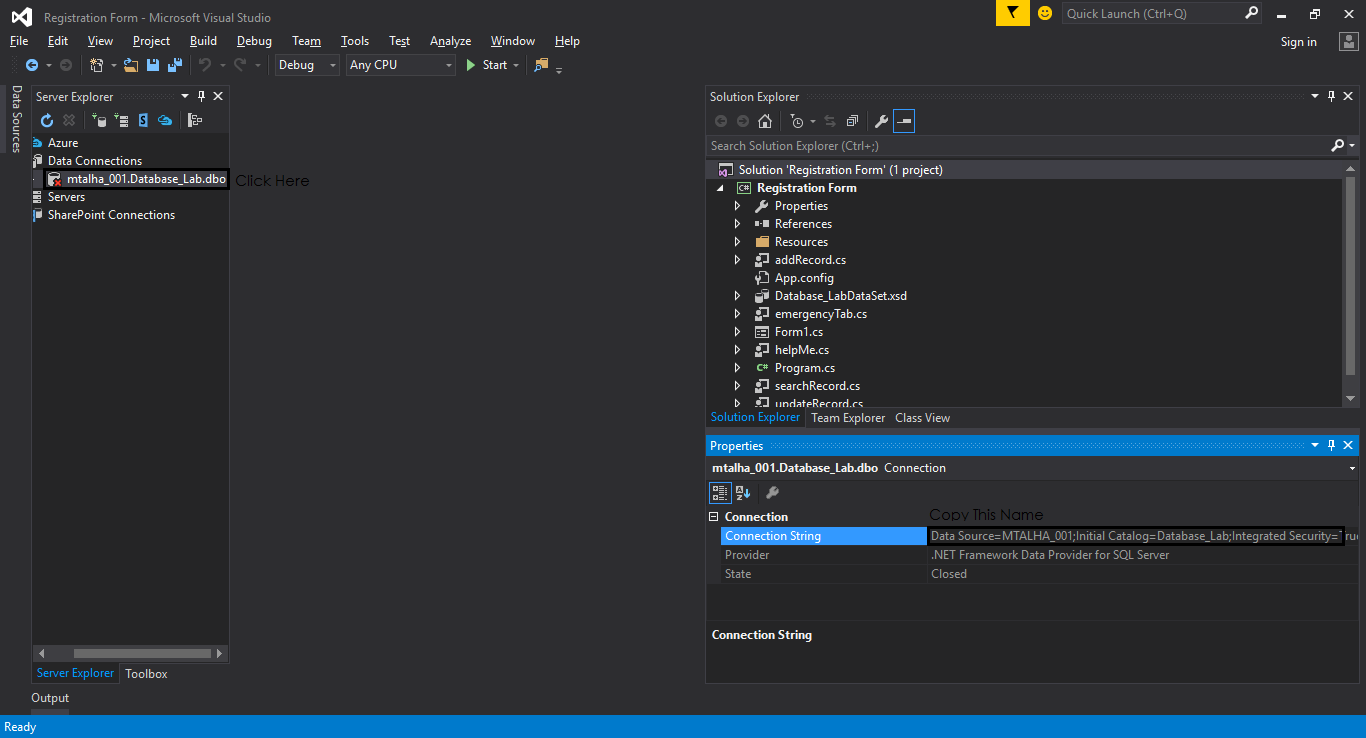 Registration Form - Microsoft Visual Studio
Quick Launch (Ctrl+Q)
File Edit View Project Build Debug Team Tools Test Analyze Window Help
Sign in
Debug Any CPU Start
Data Sources
Server Explorer
Azure
Data Connections
mtalha_001.Database_Lab.dbo
Click Here
Servers
SharePoint Connections
Server Explorer Toolbox
Output
Solution Explorer
Search Solution Explorer (Ctrl+;)
Solution 'Registration Form' (1 project)
C# Registration Form
Properties
References
Resources
addRecord.cs
App.config
Database_LabDataSet.xsd
emergencyTab.cs
Form1.cs
helpMe.cs
C# Program.cs
searchRecord.cs
updateRecord.cs
Solution Explorer Team Explorer Class View
Properties
mtalha_001.Database_Lab.dbo Connection
Connection
Copy This Name
Connection String Data Source=MTALHA_001;Initial Catalog=Database_Lab;Integrated Security=True
Provider .NET Framework Data Provider for SQL Server
State Closed
Connection String
Ready